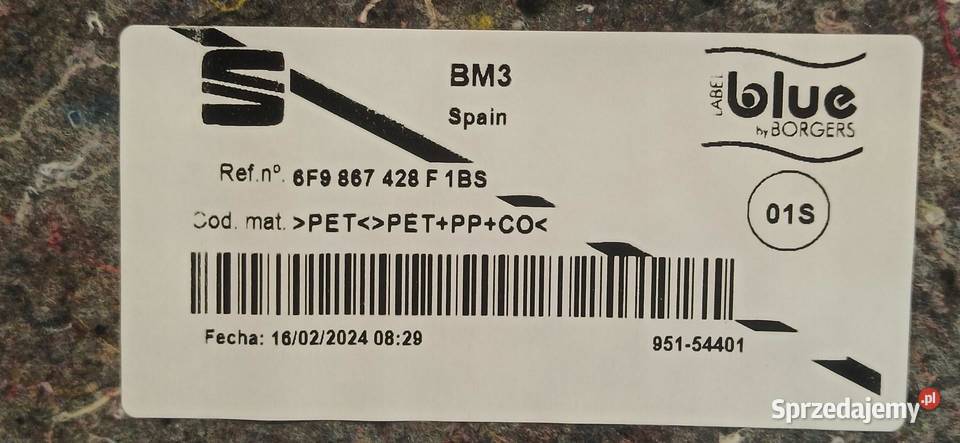 BM3
Spain
LABEL
blue
by BORGERS
Ref.nº. 6F9 867 428 F 1BS
Cod. mat. >PET<>PET+PP+CO<
01S
Fecha: 16/02/2024 08:29
951-54401
Sprzedajemy.pl